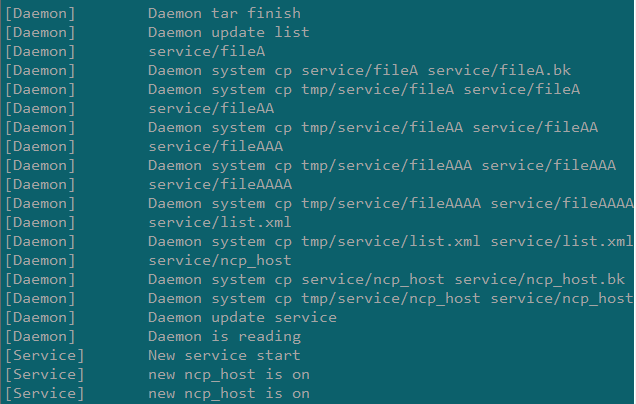 [Daemon] Daemon tar finish
[Daemon] Daemon update list
[Daemon] service/fileA
[Daemon] Daemon system cp service/fileA service/fileA.bk
[Daemon] Daemon system cp tmp/service/fileA service/fileA
[Daemon] service/fileAA
[Daemon] Daemon system cp tmp/service/fileAA service/fileAA
[Daemon] service/fileAAA
[Daemon] Daemon system cp tmp/service/fileAAA service/fileAAA
[Daemon] service/fileAAAA
[Daemon] Daemon system cp tmp/service/fileAAAA service/fileAAAA
[Daemon] service/list.xml
[Daemon] Daemon system cp tmp/service/list.xml service/list.xml
[Daemon] service/ncp_host
[Daemon] Daemon system cp service/ncp_host service/ncp_host.bk
[Daemon] Daemon system cp tmp/service/ncp_host service/ncp_host
[Daemon] Daemon update service
[Daemon] Daemon is reading
[Service] New service start
[Service] new ncp_host is on
[Service] new ncp_host is on